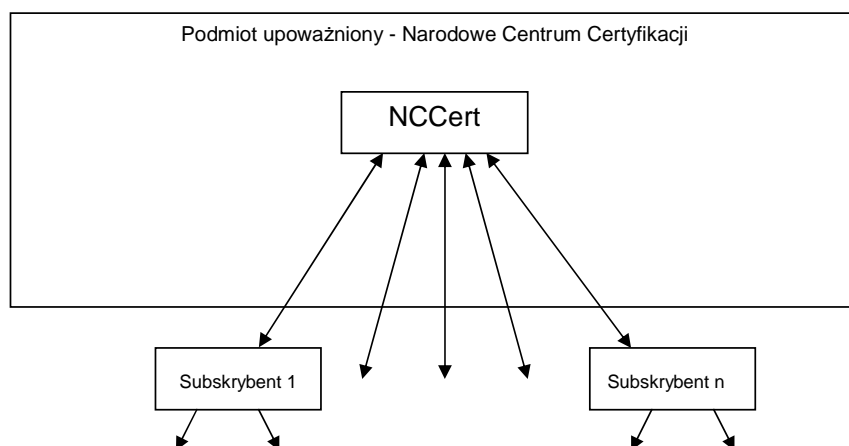 Podmiot upoważniony - Narodowe Centrum Certyfikacji
NCCert
Subskrybent 1
Subskrybent n